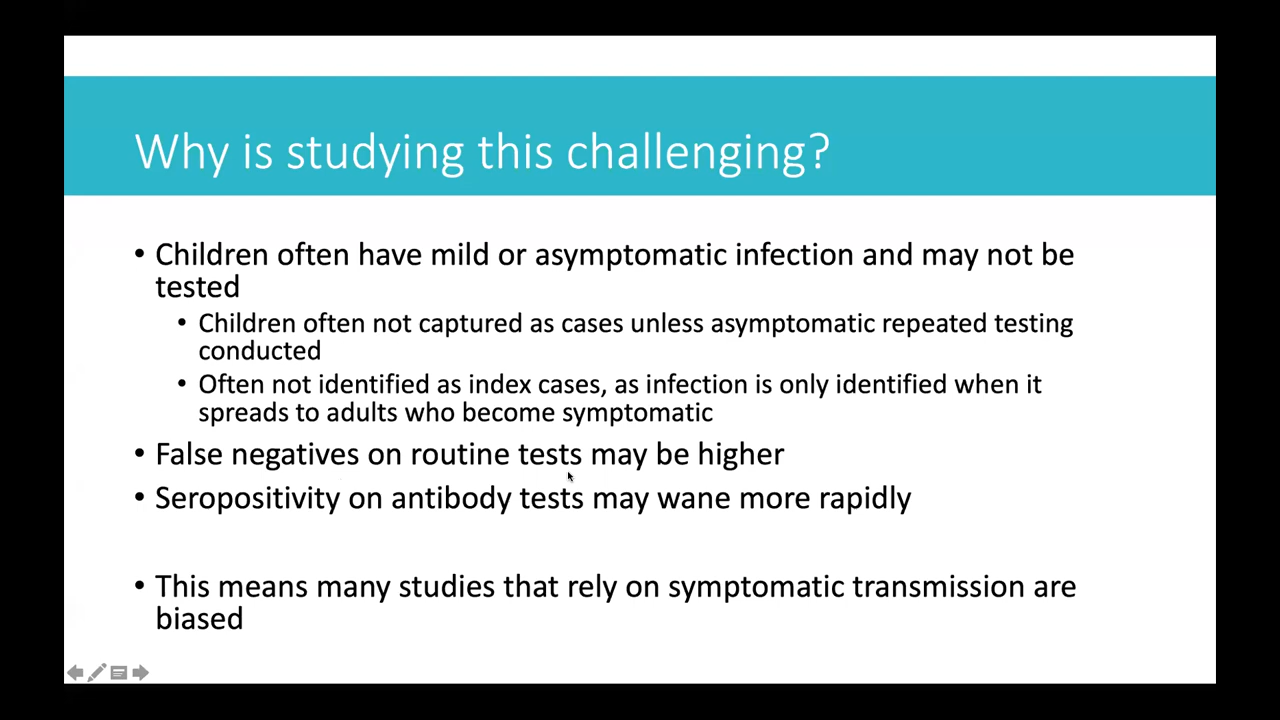 Why is studying this challenging?
• Children often have mild or asymptomatic infection and may not be
tested
• Children often not captured as cases unless asymptomatic repeated testing
conducted
• Often not identified as index cases, as infection is only identified when it
spreads to adults who become symptomatic
• False negatives on routine tests may be higher
• Seropositivity on antibody tests may wane more rapidly
• This means many studies that rely on symptomatic transmission are
biased